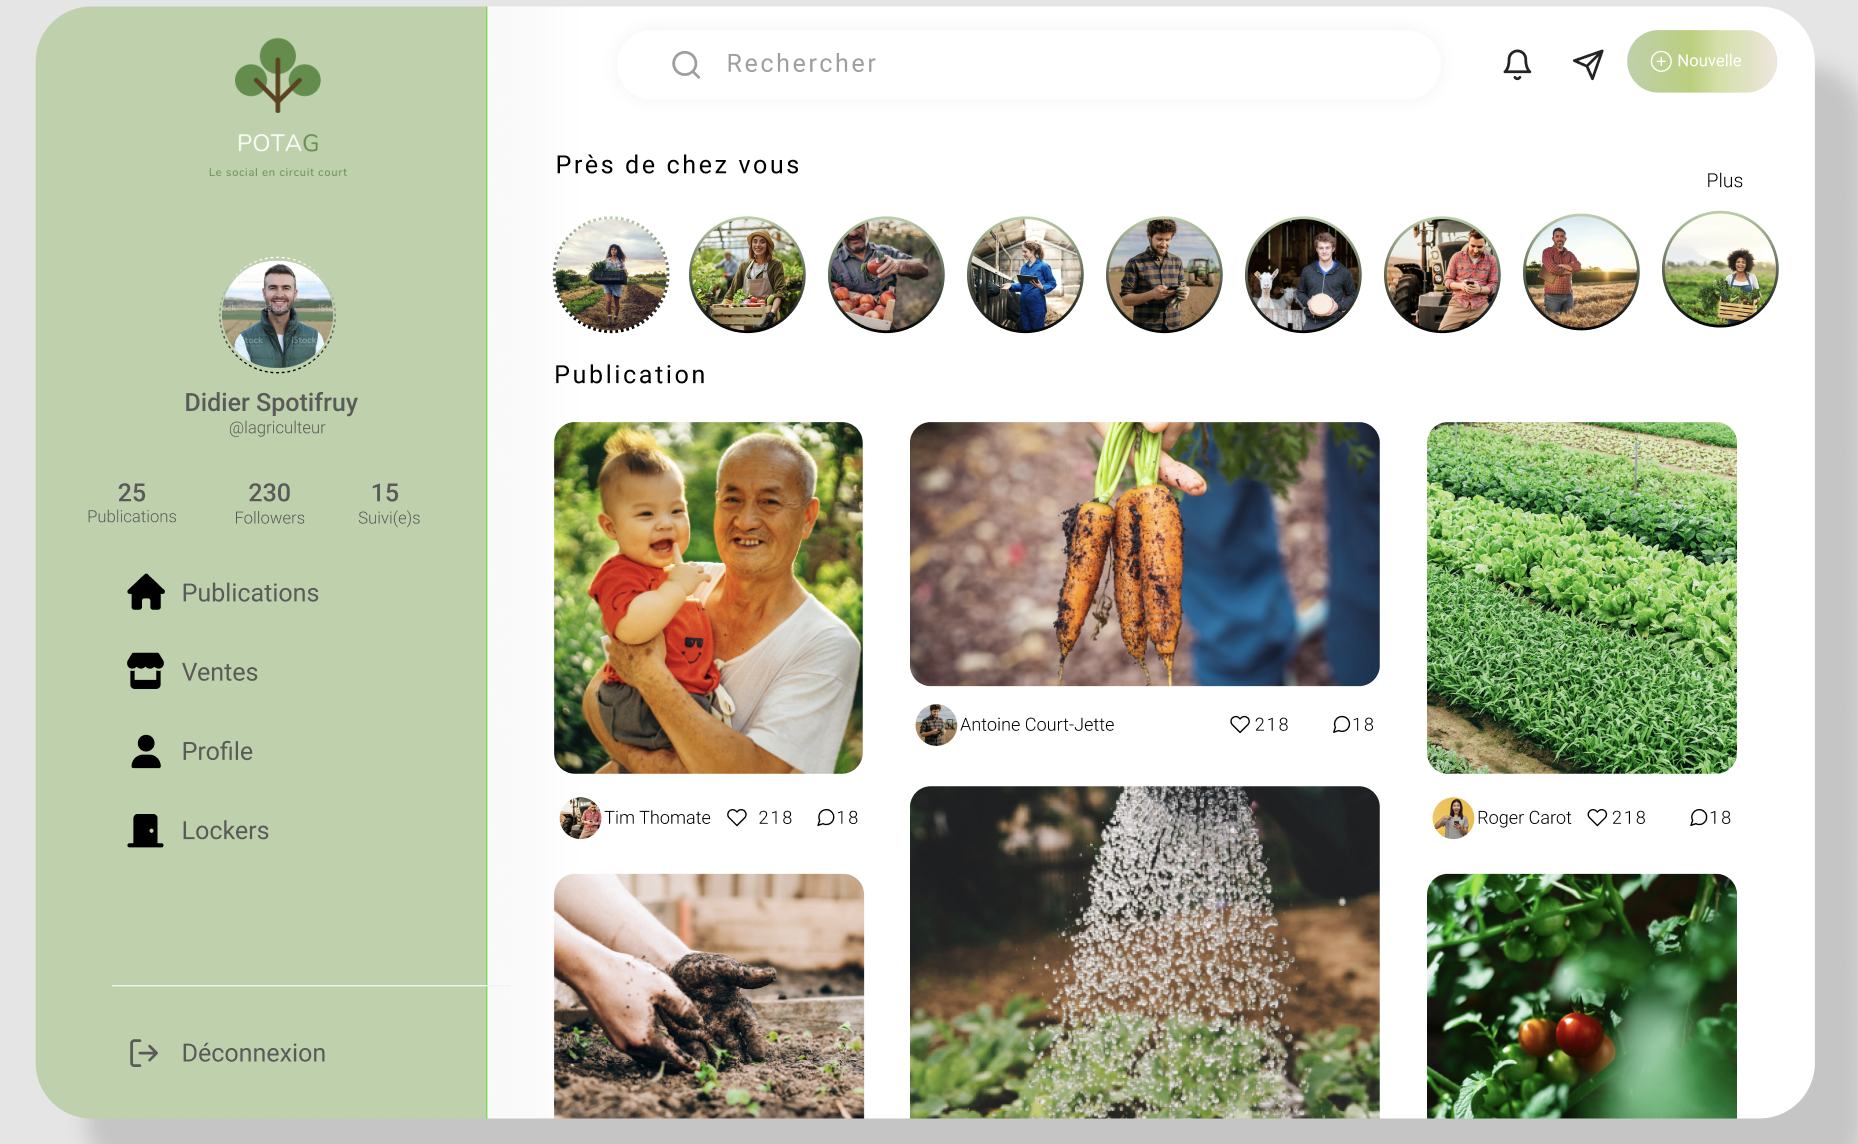 POTAG
Le social en circuit court
Didier Spotifruy
@lagriculteur
25
Publications
230
Followers
15
Suivi(e)s
Publications
Ventes
Profile
Lockers
Déconnexion
Rechercher
Nouvelle
Près de chez vous
Plus
Publication
Tim Thomate 218 18
Antoine Court-Jette 218 18
Roger Carot 218 18
iStock